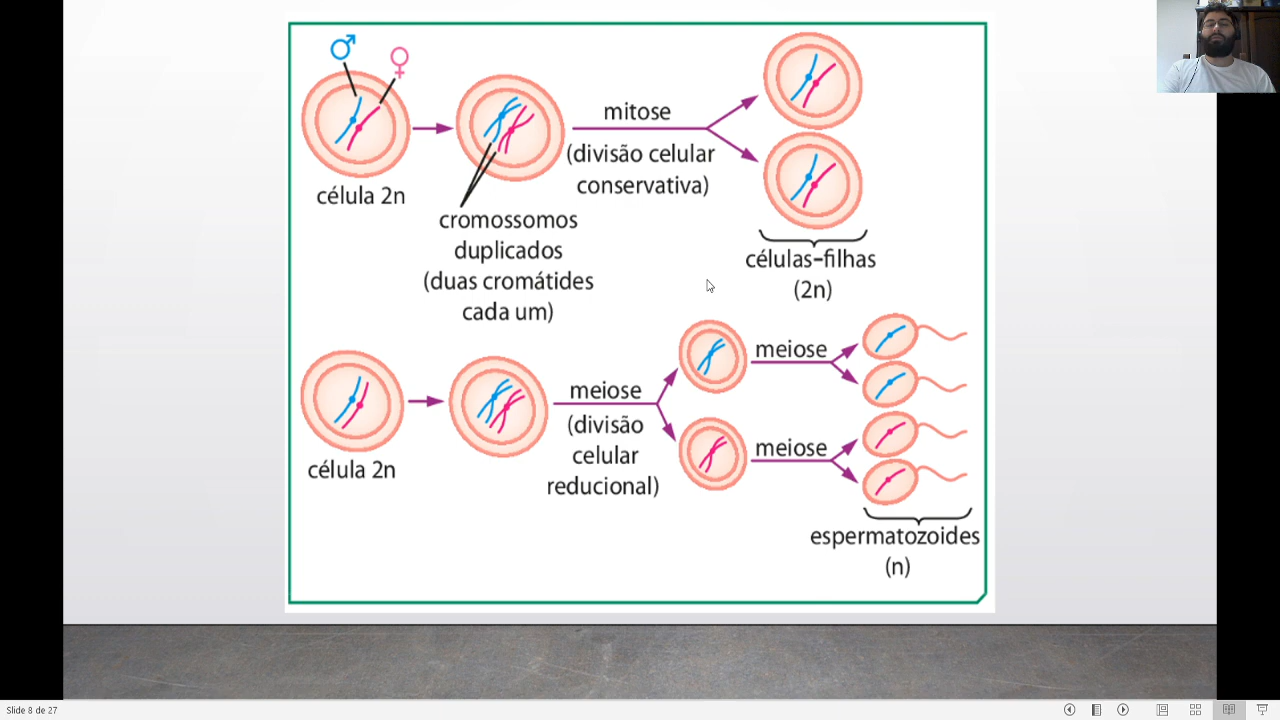 célula 2n
mitose
(divisão celular
conservativa)
cromossomos
duplicados
(duas cromátides
cada um)
células-filhas
(2n)
célula 2n
meiose
(divisão
celular
reducional)
meiose
meiose
espermatozoides
(n)
Slide 8 de 27